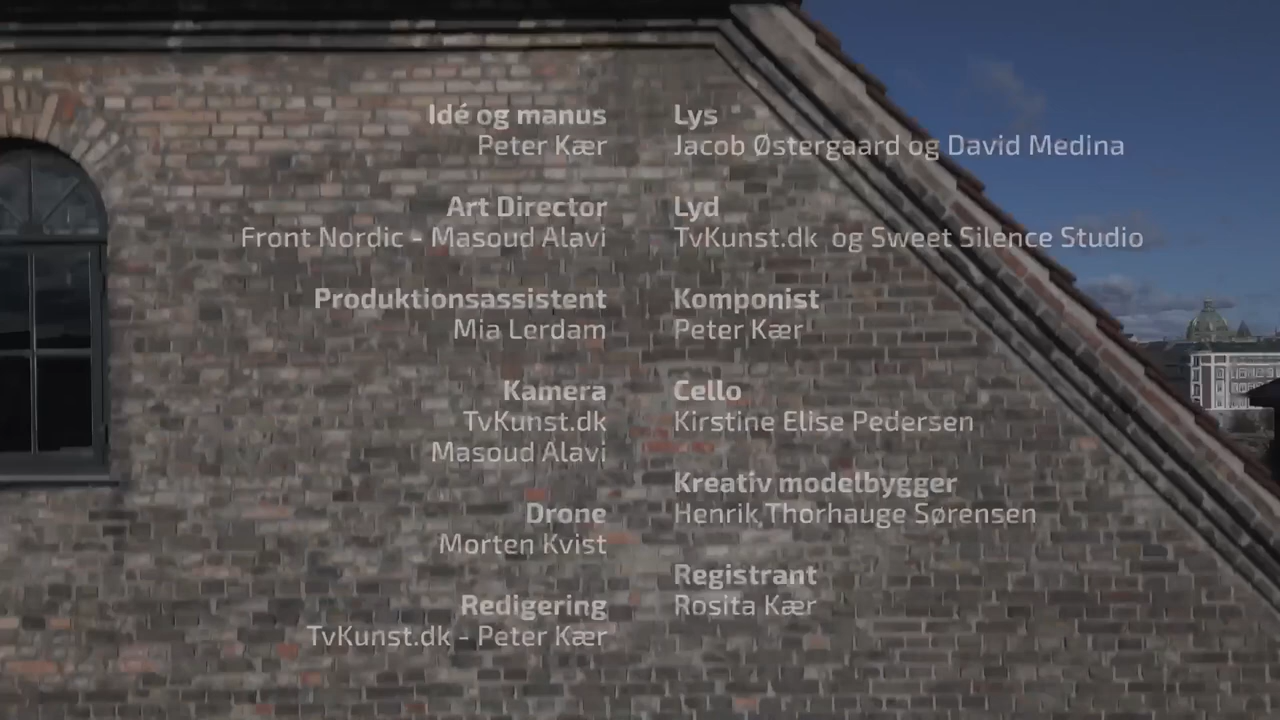 Idé og manus
Peter Kær
Art Director
Front Nordic - Masoud Alavi
Produktionsassistent
Mia Lerdam
Kamera
TvKunst.dk
Masoud Alavi
Drone
Morten Kvist
Redigering
TvKunst.dk - Peter Kær
Lys
Jacob Østergaard og David Medina
Lyd
TvKunst.dk og Sweet Silence Studio
Komponist
Peter Kær
Cello
Kirstine Elise Pedersen
Kreativ modelbygger
Henrik Thorhauge Sørensen
Registrant
Rosita Kær